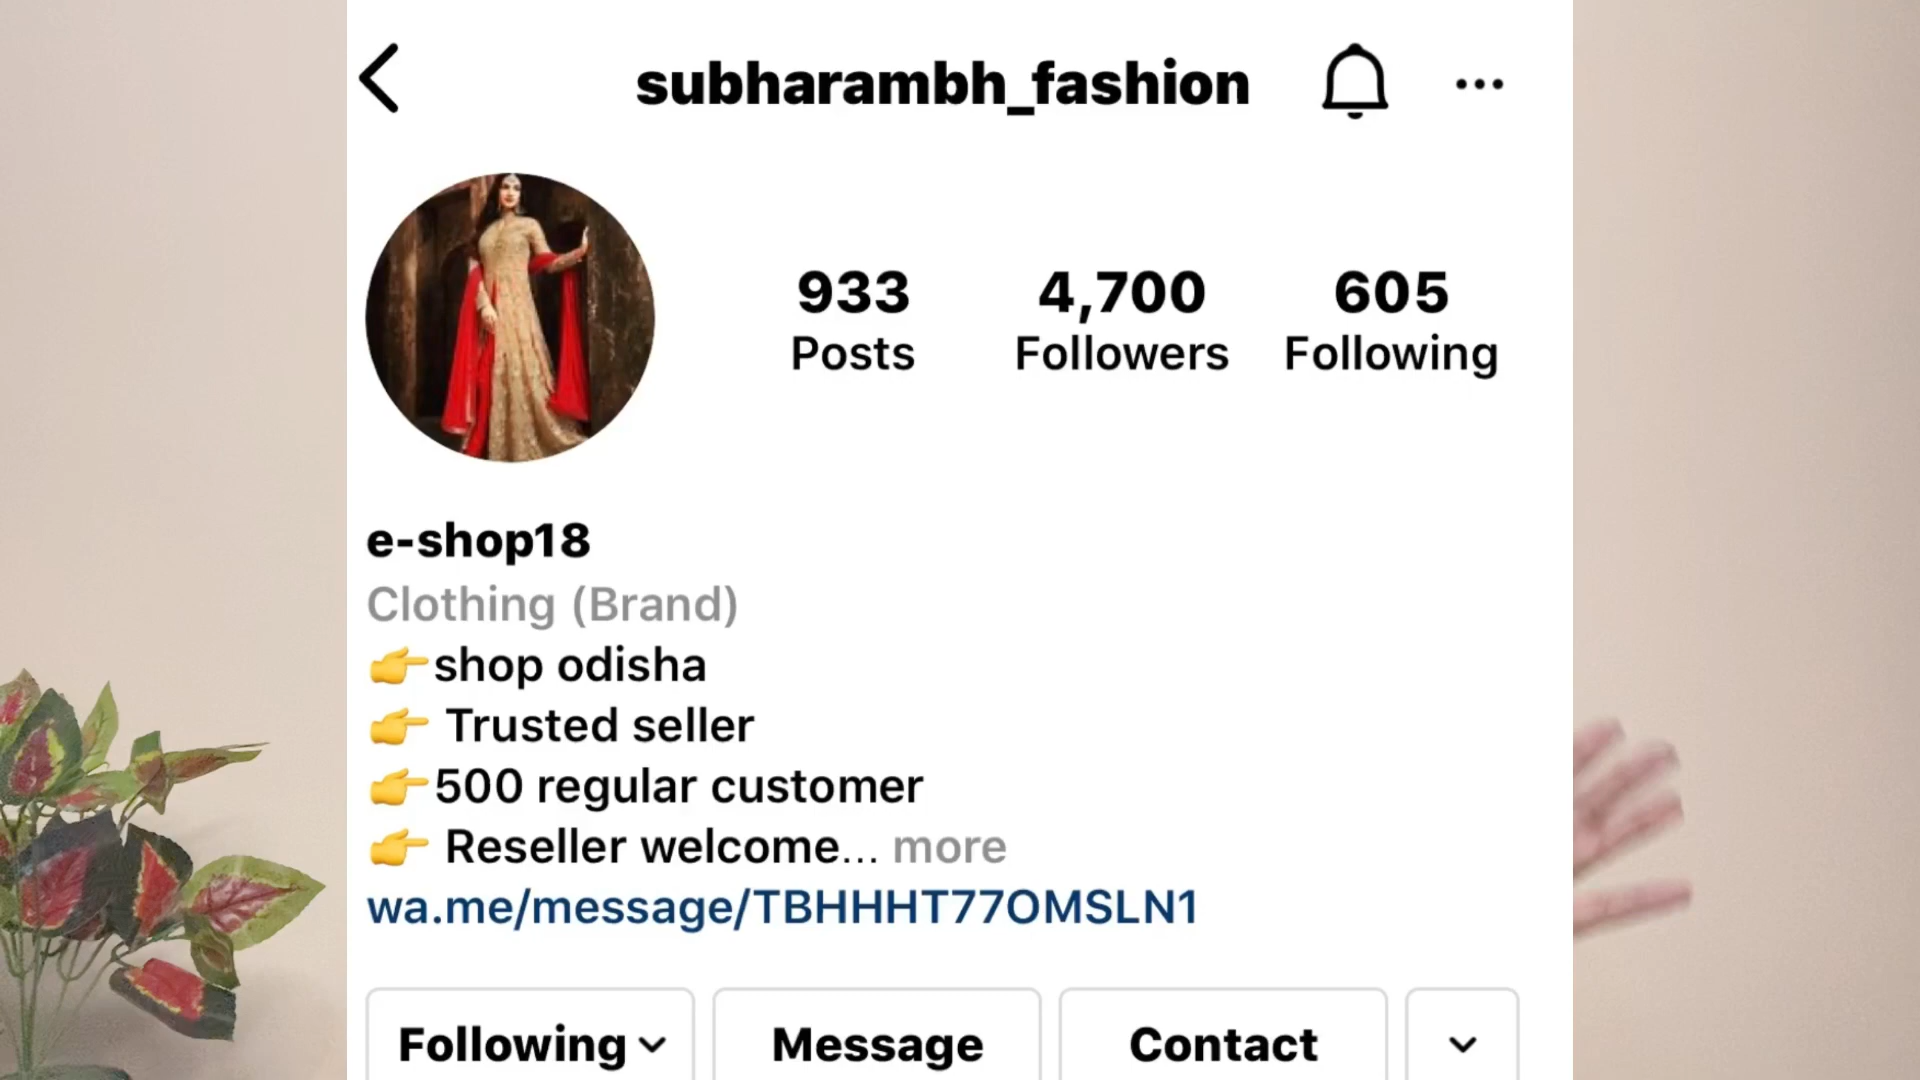 subharambh_fashion
933 4,700 605
Posts Followers Following
e-shop18
Clothing (Brand)
👉shop odisha
👉 Trusted seller
👉500 regular customer
👉 Reseller welcome... more
wa.me/message/TBHHHT77OMSLN1
Following Message Contact